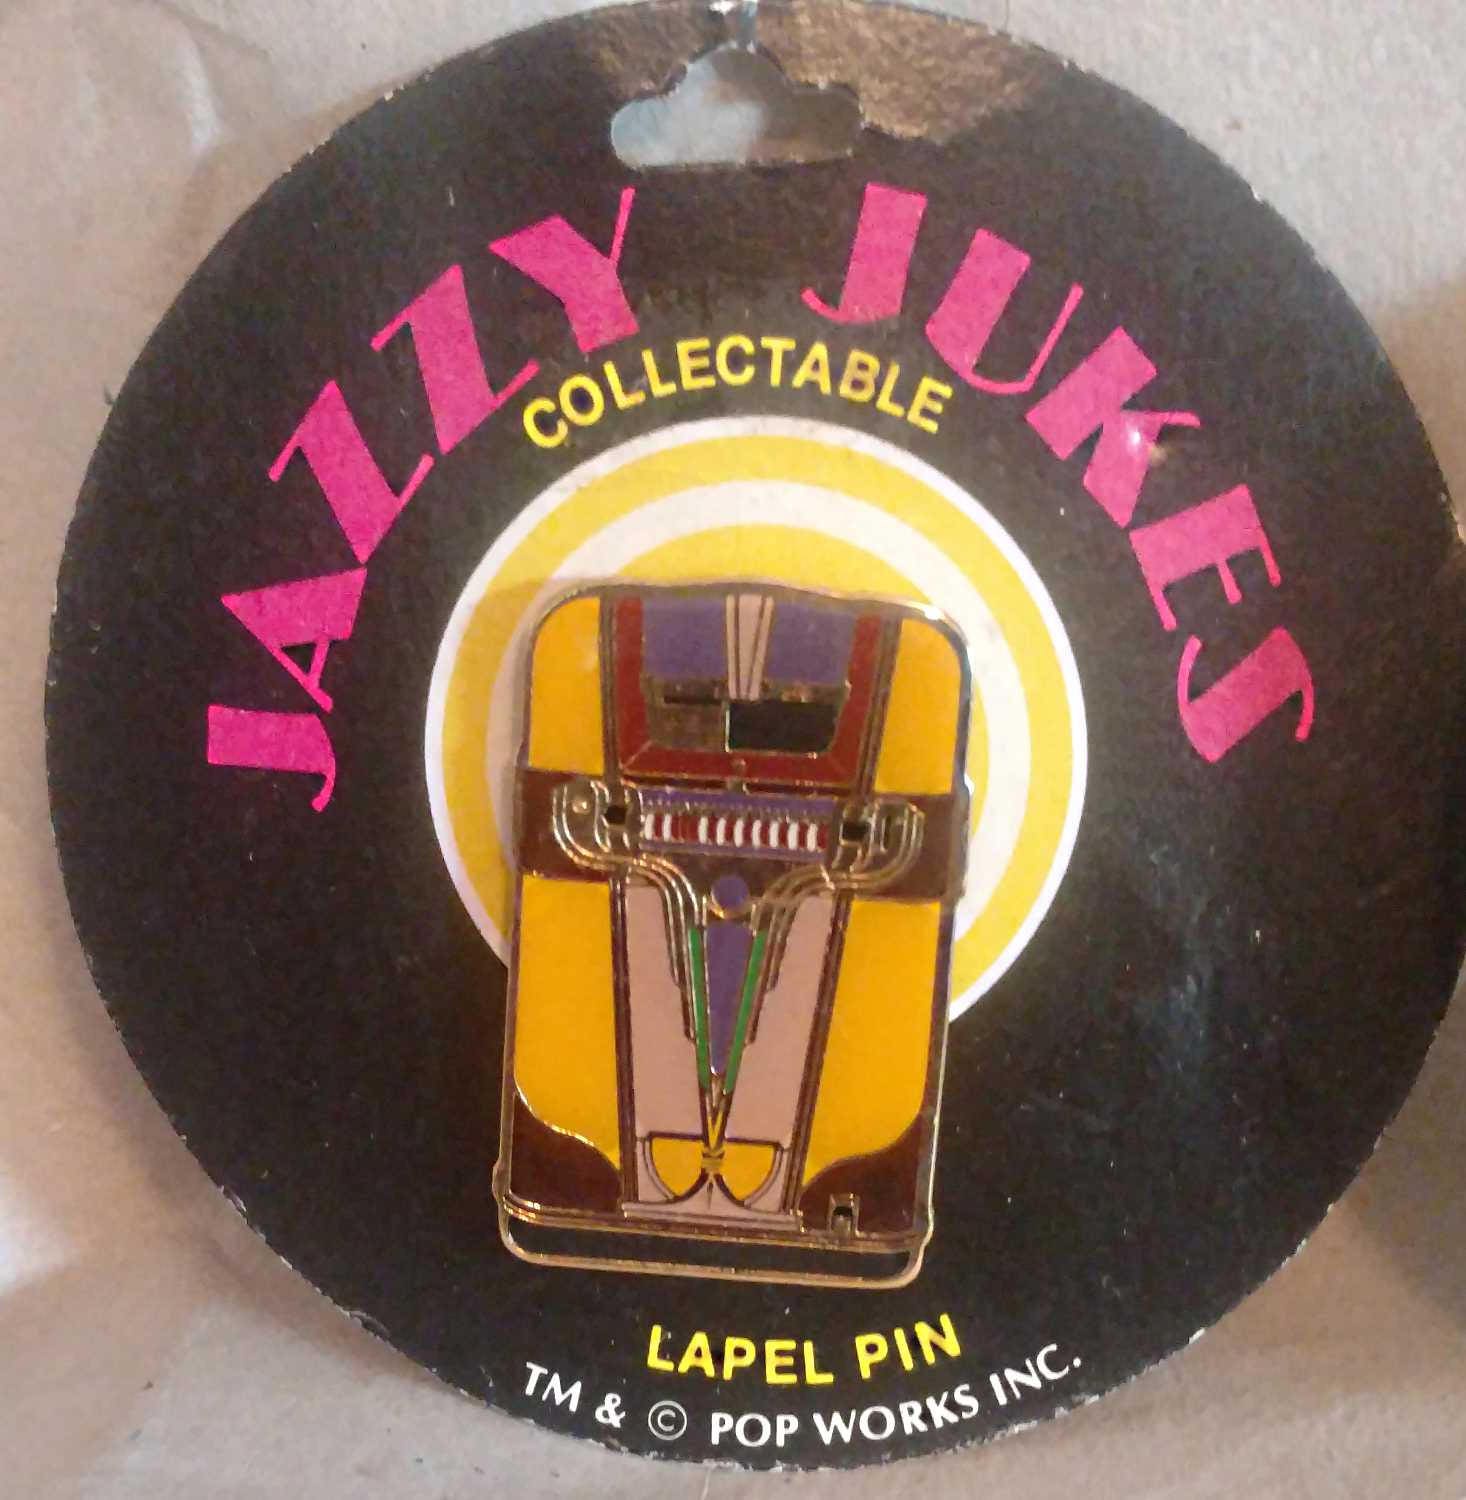 JAZZY JUKES
COLLECTABLE
LAPEL PIN
TM & © POP WORKS INC.